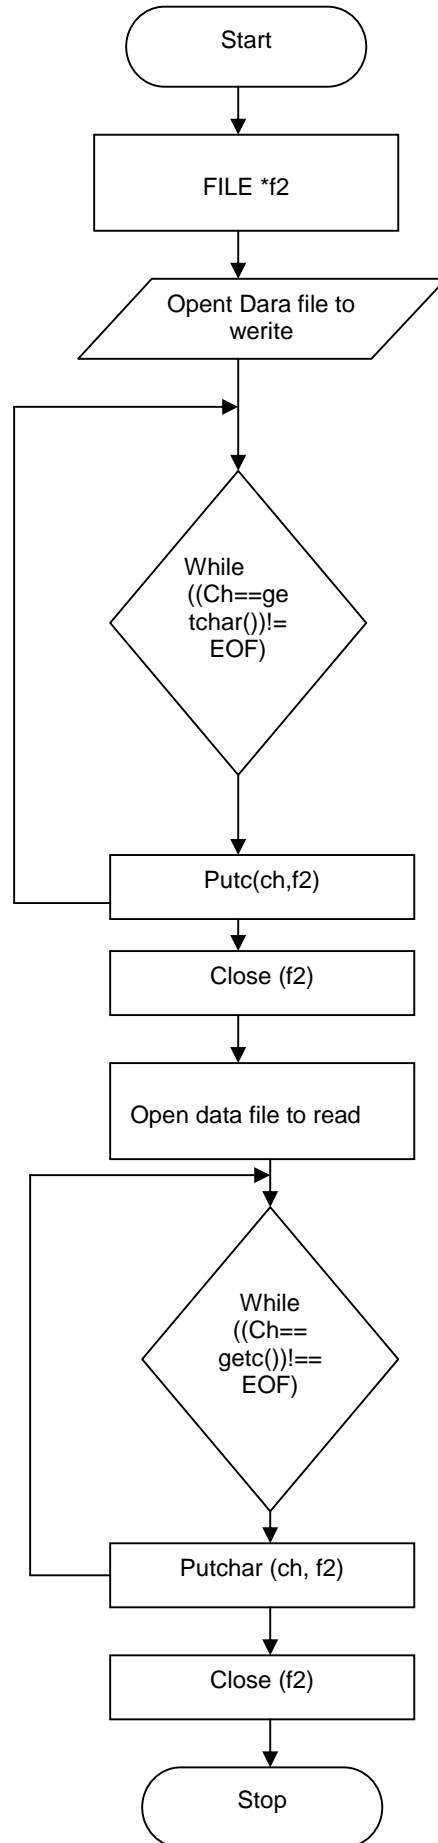 Start
FILE *f2
Opent Dara file to
werite
While
((Ch==ge
tchar())!=
EOF)
Putc(ch,f2)
Close (f2)
Open data file to read
While
((Ch==
getc())!==
EOF)
Putchar (ch, f2)
Close (f2)
Stop